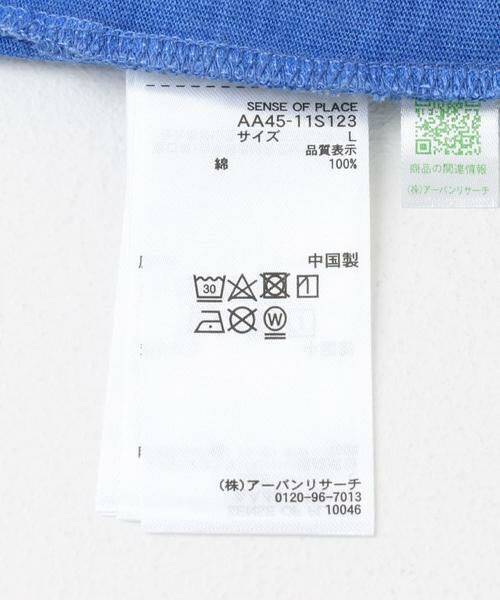 SENSE OF PLACE
AA45-11S123
サイズ L
品質表示
綿 100%
中国製
30
W
(株)アーバンリサーチ
0120-96-7013
10046
商品の関連情報
(株)アーバンリサーチ